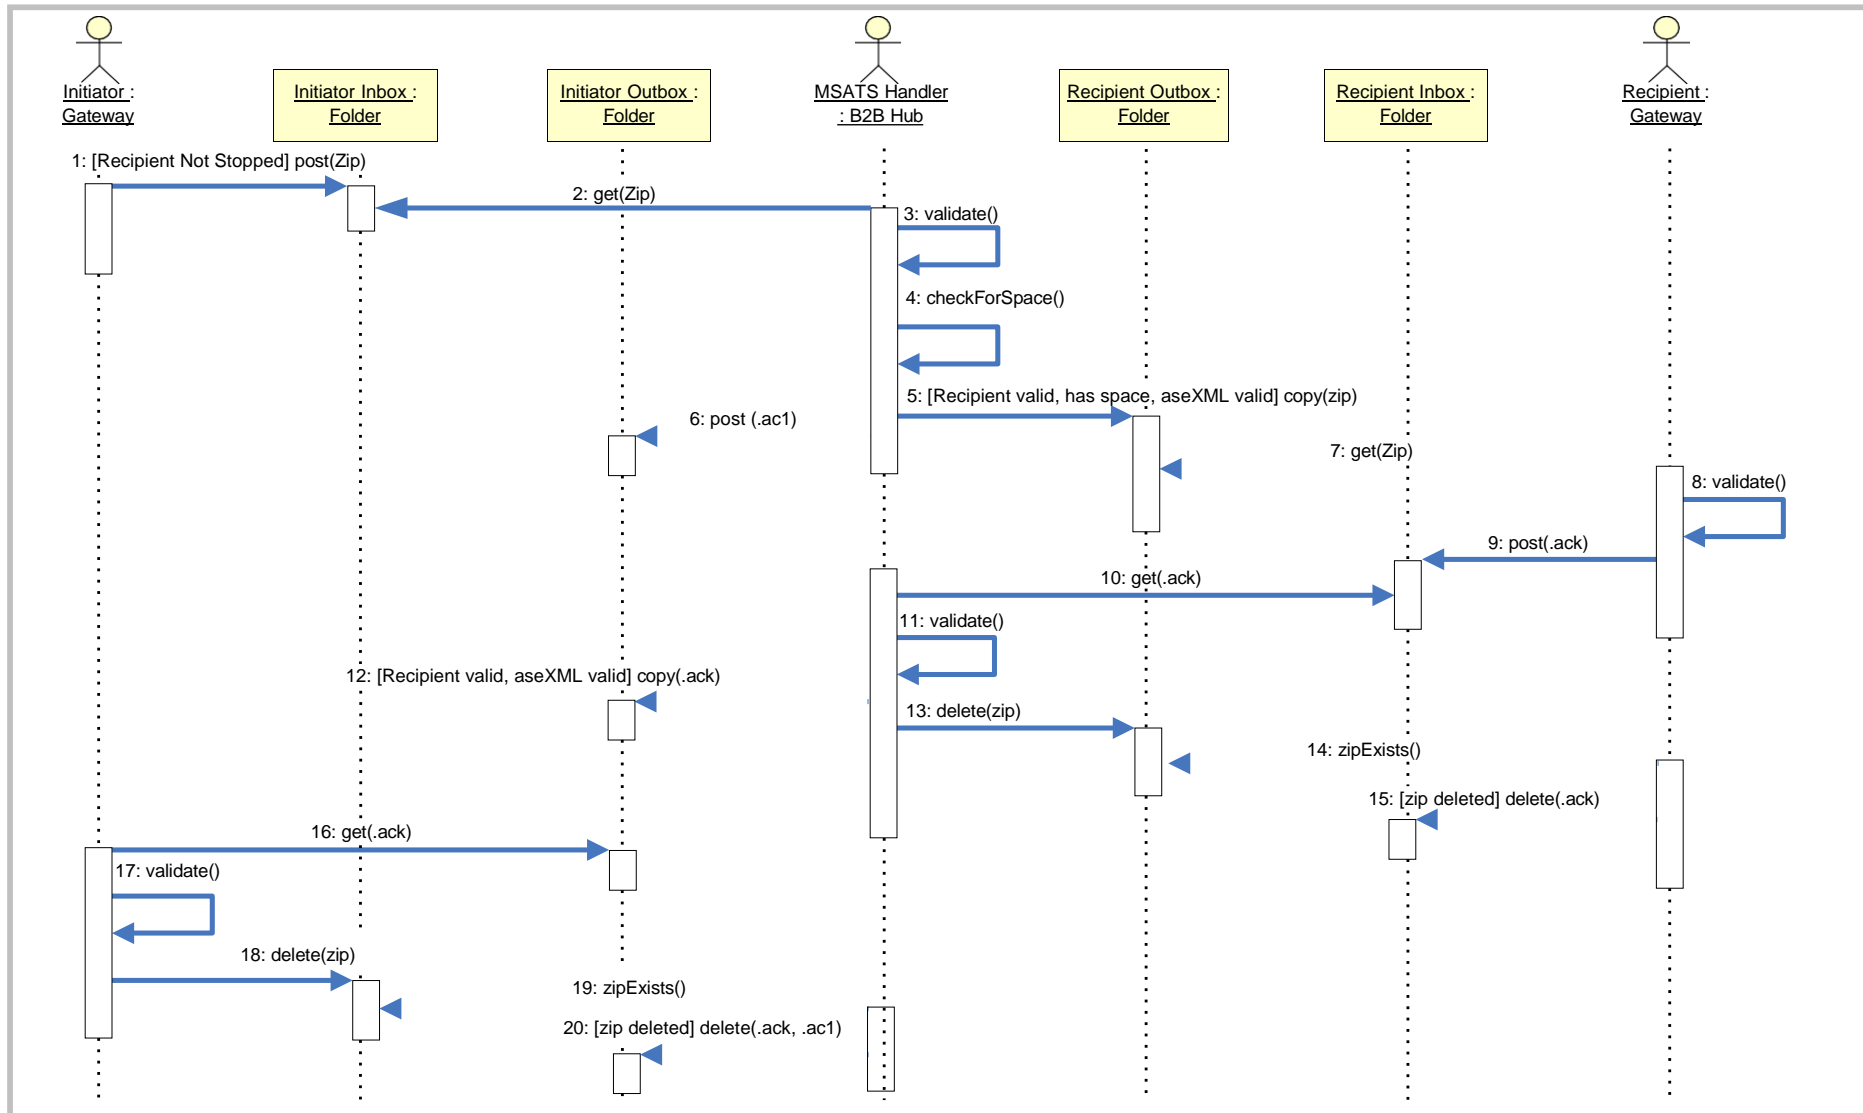 Initiator :
Gateway
Initiator Inbox :
Folder
Initiator Outbox :
Folder
MSATS Handler
: B2B Hub
Recipient Outbox :
Folder
Recipient Inbox :
Folder
Recipient :
Gateway
1: [Recipient Not Stopped] post(Zip)
2: get(Zip)
3: validate()
4: checkForSpace()
5: [Recipient valid, has space, aseXML valid] copy(zip)
6: post (.ac1)
7: get(Zip)
8: validate()
9: post(.ack)
10: get(.ack)
11: validate()
12: [Recipient valid, aseXML valid] copy(.ack)
13: delete(zip)
14: zipExists()
15: [zip deleted] delete(.ack)
16: get(.ack)
17: validate()
18: delete(zip)
19: zipExists()
20: [zip deleted] delete(.ack, .ac1)